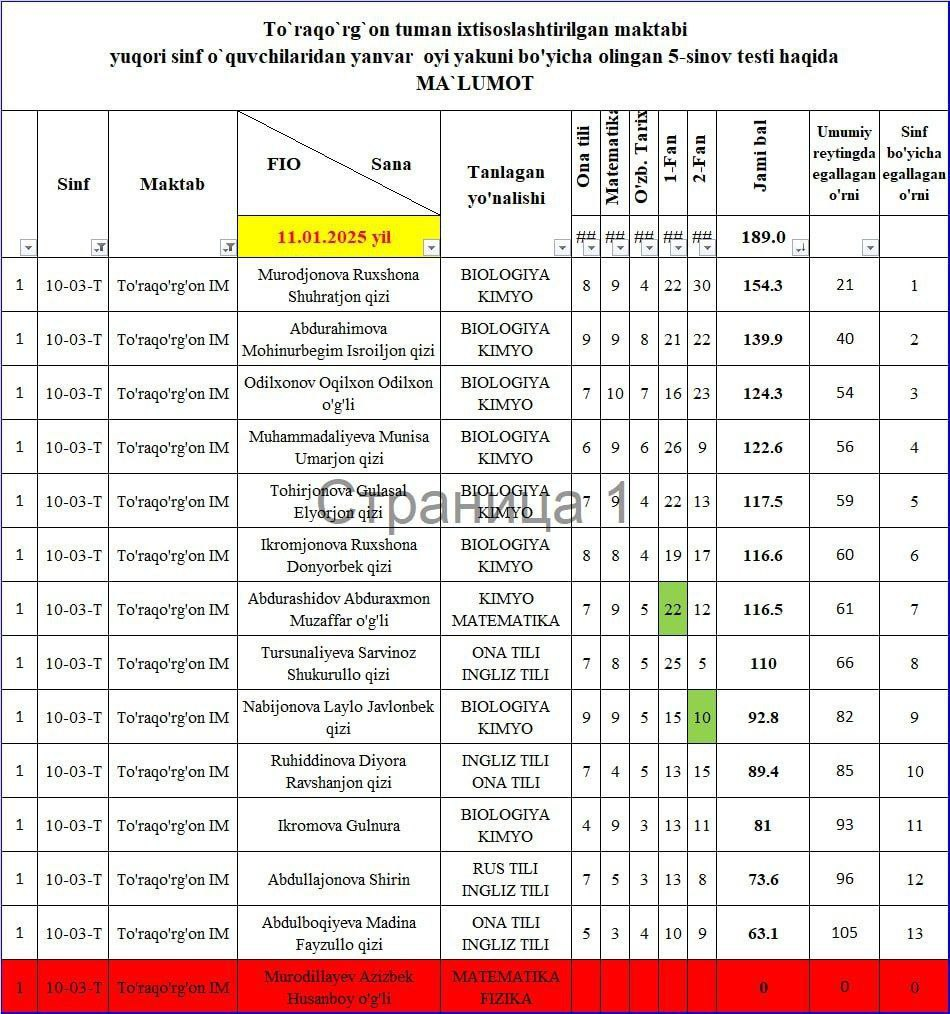 To`raqo`rg`on tuman ixtisoslashtirilgan maktabi
yuqori sinf o`quvchilaridan yanvar oyi yakuni bo'yicha olingan 5-sinov testi haqida
MA`LUMOT
Sinf Maktab FIO Sana Tanlagan yo'nalishi Ona tili Matematika O'zb. Tarix 1-Fan 2-Fan Jami bal Umumiy reytingda egallagan o'rni Sinf bo'yicha egallagan o'rni
11.01.2025 yil ## ## ## ## ## 189.0
1 10-03-T To'raqo'rg'on IM Murodjonova Ruxshona Shuhratjon qizi BIOLOGIYA KIMYO 8 9 4 22 30 154.3 21 1
1 10-03-T To'raqo'rg'on IM Abdurahimova Mohinurbegim Isroiljon qizi BIOLOGIYA KIMYO 9 9 8 21 22 139.9 40 2
1 10-03-T To'raqo'rg'on IM Odilxonov Oqilxon Odilxon o'g'li BIOLOGIYA KIMYO 7 10 7 16 23 124.3 54 3
1 10-03-T To'raqo'rg'on IM Muhammadaliyeva Munisa Umarjon qizi BIOLOGIYA KIMYO 6 9 6 26 9 122.6 56 4
1 10-03-T To'raqo'rg'on IM Tohirjonova Gulasal Elyorjon qizi BIOLOGIYA KIMYO 7 9 4 22 13 117.5 59 5
Страница 1
1 10-03-T To'raqo'rg'on IM Ikromjonova Ruxshona Donyorbek qizi BIOLOGIYA KIMYO 8 8 4 19 17 116.6 60 6
1 10-03-T To'raqo'rg'on IM Abdurashidov Abduraxmon Muzaffar o'g'li KIMYO MATEMATIKA 7 9 5 22 12 116.5 61 7
1 10-03-T To'raqo'rg'on IM Tursunaliyeva Sarvinoz Shukurullo qizi ONA TILI INGLIZ TILI 7 8 5 25 5 110 66 8
1 10-03-T To'raqo'rg'on IM Nabijonova Laylo Javlonbek qizi BIOLOGIYA KIMYO 9 9 5 15 10 92.8 82 9
1 10-03-T To'raqo'rg'on IM Ruhiddinova Diyora Ravshanjon qizi INGLIZ TILI ONA TILI 7 4 5 13 15 89.4 85 10
1 10-03-T To'raqo'rg'on IM Ikromova Gulnura BIOLOGIYA KIMYO 4 9 3 13 11 81 93 11
1 10-03-T To'raqo'rg'on IM Abdullajonova Shirin RUS TILI INGLIZ TILI 7 5 3 13 8 73.6 96 12
1 10-03-T To'raqo'rg'on IM Abdulboqiyeva Madina Fayzullo qizi ONA TILI INGLIZ TILI 5 3 4 10 9 63.1 105 13
1 10-03-T To'raqo'rg'on IM Murodillayev Azizbek Husanboy o'g'li MATEMATIKA FIZIKA 0 0 0